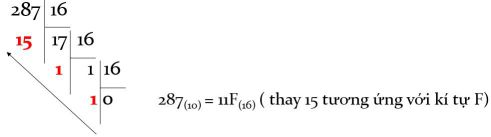 287 16
15 17 16
1 1 16
1 0 287(10) = 11F(16) ( thay 15 tương ứng với kí tự F)